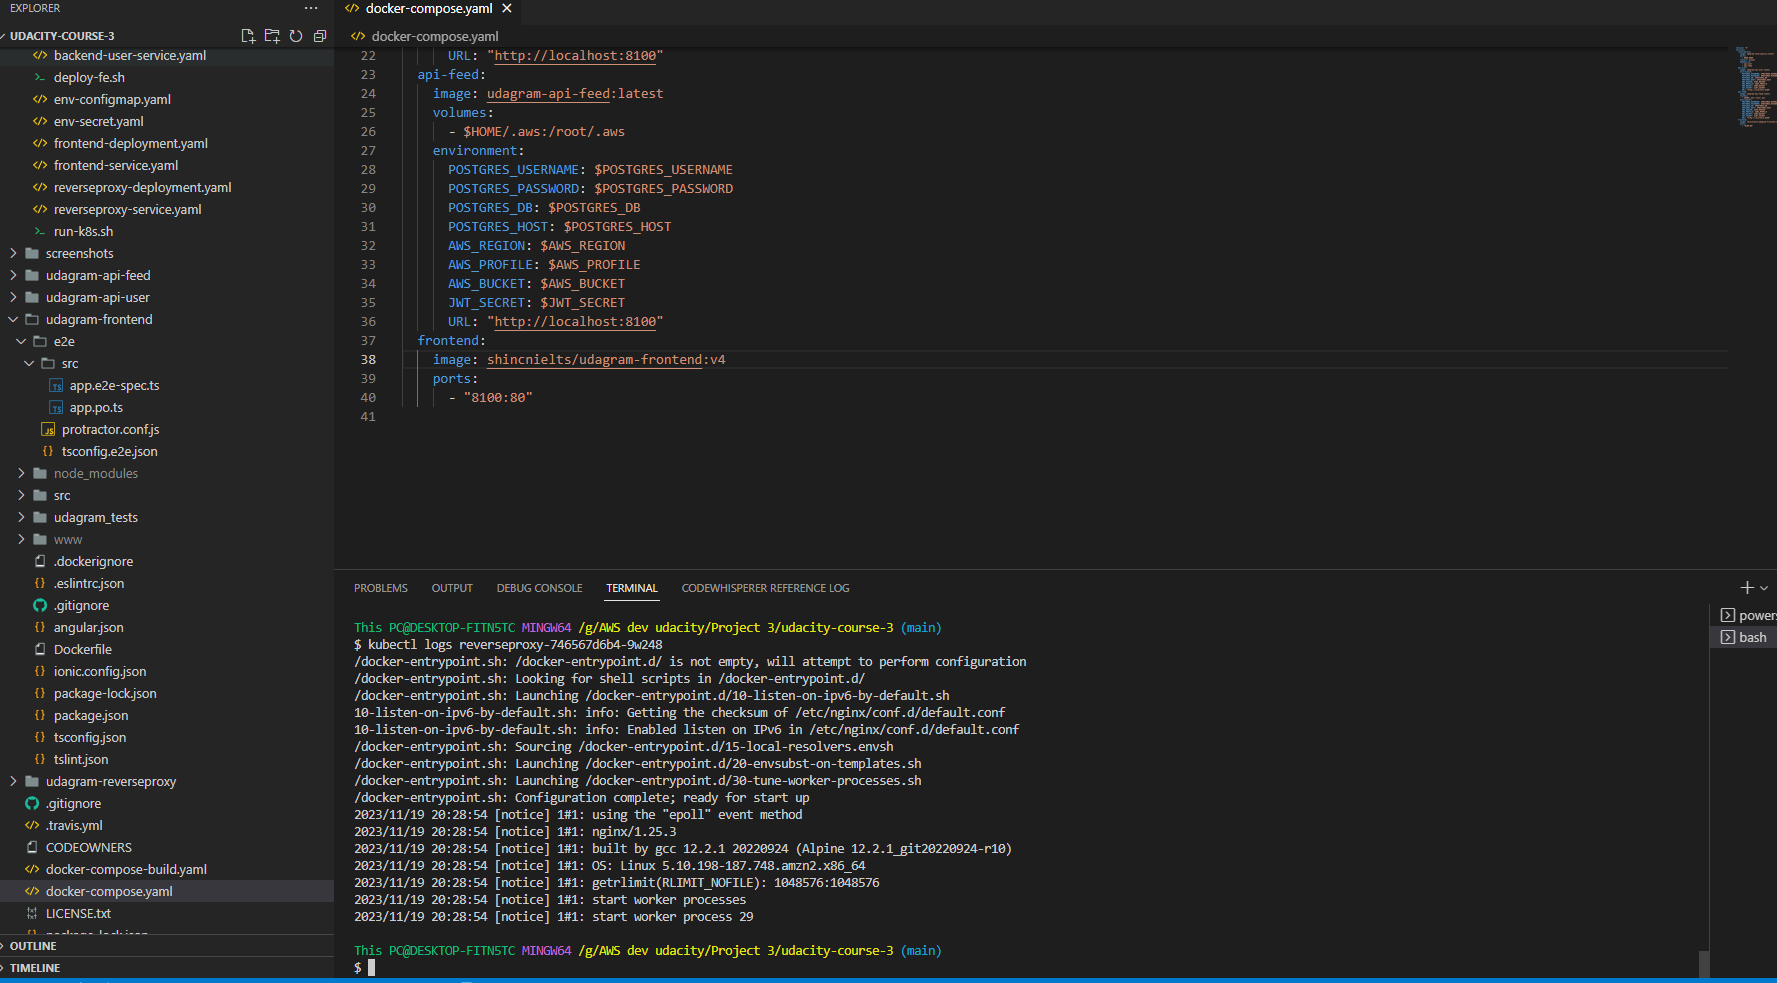 EXPLORER
UDACITY-COURSE-3
backend-user-service.yaml
deploy-fe.sh
env-configmap.yaml
env-secret.yaml
frontend-deployment.yaml
frontend-service.yaml
reverseproxy-deployment.yaml
reverseproxy-service.yaml
run-k8s.sh
screenshots
udagram-api-feed
udagram-api-user
udagram-frontend
e2e
src
app.e2e-spec.ts
app.po.ts
protractor.conf.js
tsconfig.e2e.json
node_modules
src
udagram_tests
www
.dockerignore
.eslintrc.json
.gitignore
angular.json
Dockerfile
ionic.config.json
package-lock.json
package.json
tsconfig.json
tslint.json
udagram-reverseproxy
.gitignore
.travis.yml
CODEOWNERS
docker-compose-build.yaml
docker-compose.yaml
LICENSE.txt
package-lock.json
OUTLINE
TIMELINE
docker-compose.yaml
docker-compose.yaml
22 URL: "http://localhost:8100"
23 api-feed:
24 image: udagram-api-feed:latest
25 volumes:
26 - $HOME/.aws:/root/.aws
27 environment:
28 POSTGRES_USERNAME: $POSTGRES_USERNAME
29 POSTGRES_PASSWORD: $POSTGRES_PASSWORD
30 POSTGRES_DB: $POSTGRES_DB
31 POSTGRES_HOST: $POSTGRES_HOST
32 AWS_REGION: $AWS_REGION
33 AWS_PROFILE: $AWS_PROFILE
34 AWS_BUCKET: $AWS_BUCKET
35 JWT_SECRET: $JWT_SECRET
36 URL: "http://localhost:8100"
37 frontend:
38 image: shincnielts/udagram-frontend:v4
39 ports:
40 - "8100:80"
41
PROBLEMS OUTPUT DEBUG CONSOLE TERMINAL CODEWHISPERER REFERENCE LOG
This PC@DESKTOP-FITN5TC MINGW64 /g/AWS dev udacity/Project 3/udacity-course-3 (main)
$ kubectl logs reverseproxy-746567d6b4-9w248
/docker-entrypoint.sh: /docker-entrypoint.d/ is not empty, will attempt to perform configuration
/docker-entrypoint.sh: Looking for shell scripts in /docker-entrypoint.d/
/docker-entrypoint.sh: Launching /docker-entrypoint.d/10-listen-on-ipv6-by-default.sh
10-listen-on-ipv6-by-default.sh: info: Getting the checksum of /etc/nginx/conf.d/default.conf
10-listen-on-ipv6-by-default.sh: info: Enabled listen on IPv6 in /etc/nginx/conf.d/default.conf
/docker-entrypoint.sh: Sourcing /docker-entrypoint.d/15-local-resolvers.envsh
/docker-entrypoint.sh: Launching /docker-entrypoint.d/20-envsubst-on-templates.sh
/docker-entrypoint.sh: Launching /docker-entrypoint.d/30-tune-worker-processes.sh
/docker-entrypoint.sh: Configuration complete; ready for start up
2023/11/19 20:28:54 [notice] 1#1: using the "epoll" event method
2023/11/19 20:28:54 [notice] 1#1: nginx/1.25.3
2023/11/19 20:28:54 [notice] 1#1: built by gcc 12.2.1 20220924 (Alpine 12.2.1_git20220924-r10)
2023/11/19 20:28:54 [notice] 1#1: OS: Linux 5.10.198-187.748.amzn2.x86_64
2023/11/19 20:28:54 [notice] 1#1: getrlimit(RLIMIT_NOFILE): 1048576:1048576
2023/11/19 20:28:54 [notice] 1#1: start worker processes
2023/11/19 20:28:54 [notice] 1#1: start worker process 29
This PC@DESKTOP-FITN5TC MINGW64 /g/AWS dev udacity/Project 3/udacity-course-3 (main)
$
powers
bash